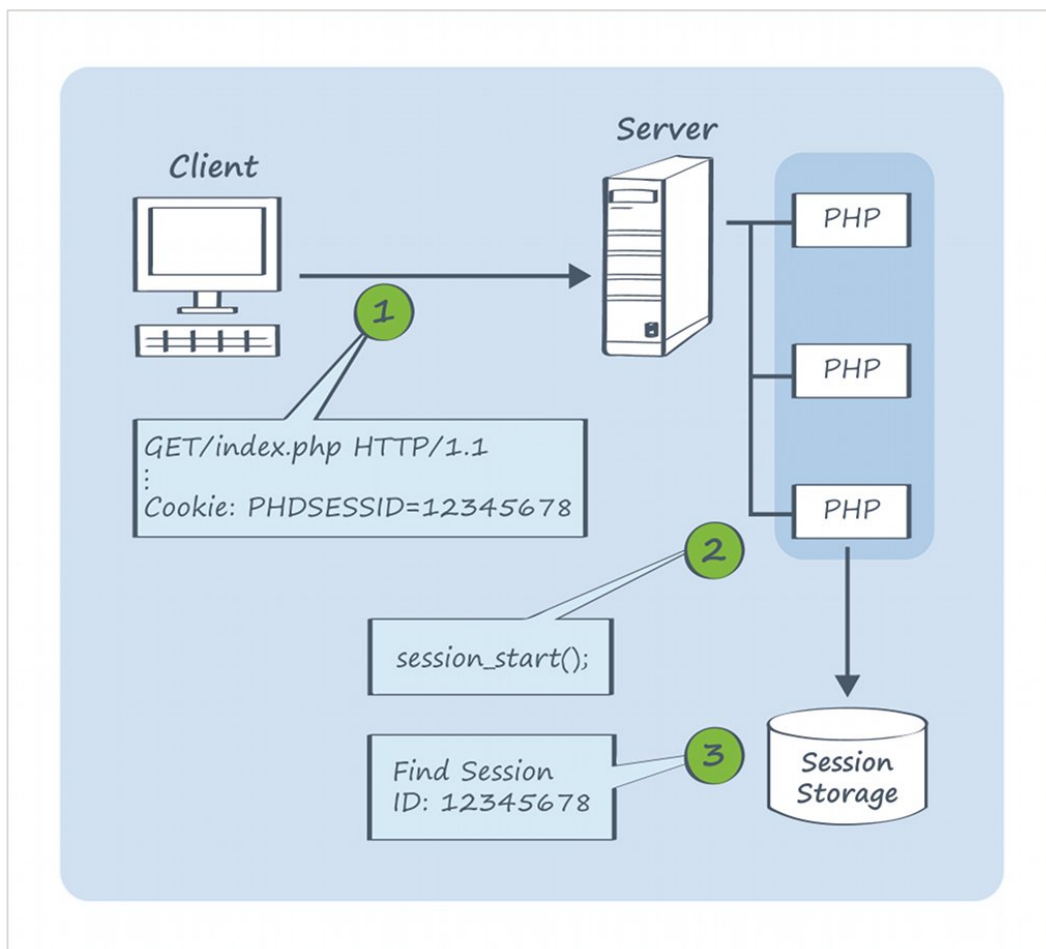 Client
Server
PHP
1
PHP
GET/index.php HTTP/1.1
⋮
Cookie: PHDSESSID=12345678
PHP
2
session_start();
3
Find Session
ID: 12345678
Session
Storage